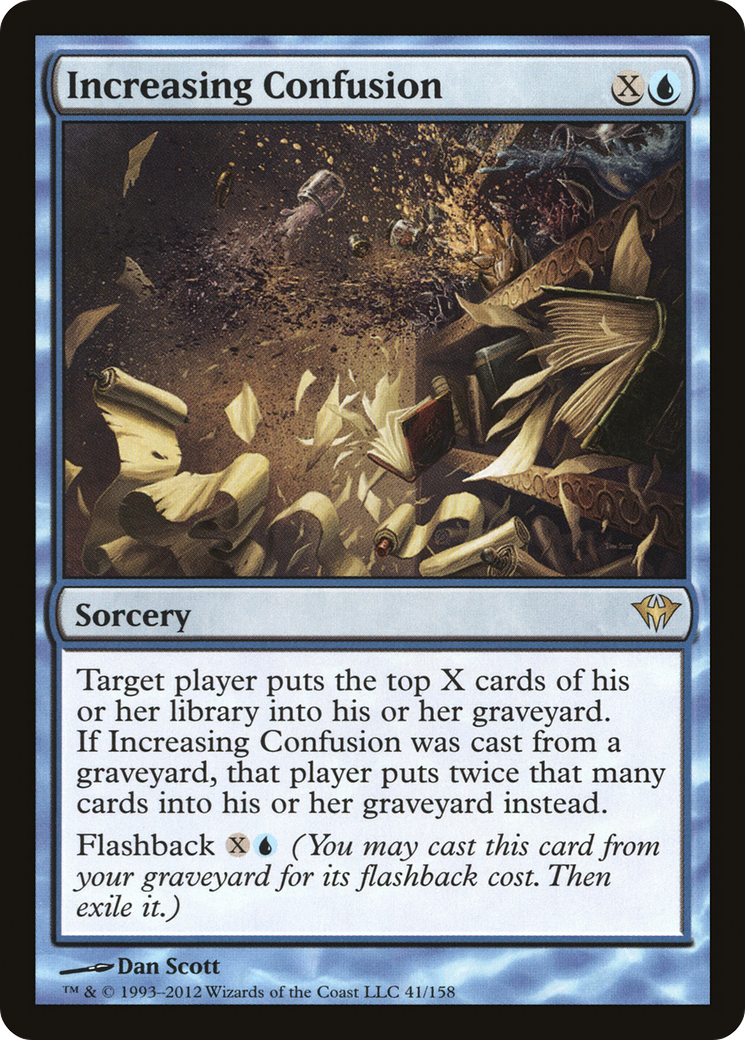 Increasing Confusion X
Sorcery
Target player puts the top X cards of his
or her library into his or her graveyard.
If Increasing Confusion was cast from a
graveyard, that player puts twice that many
cards into his or her graveyard instead.
Flashback X (You may cast this card from
your graveyard for its flashback cost. Then
exile it.)
Dan Scott
™ & © 1993–2012 Wizards of the Coast LLC 41/158